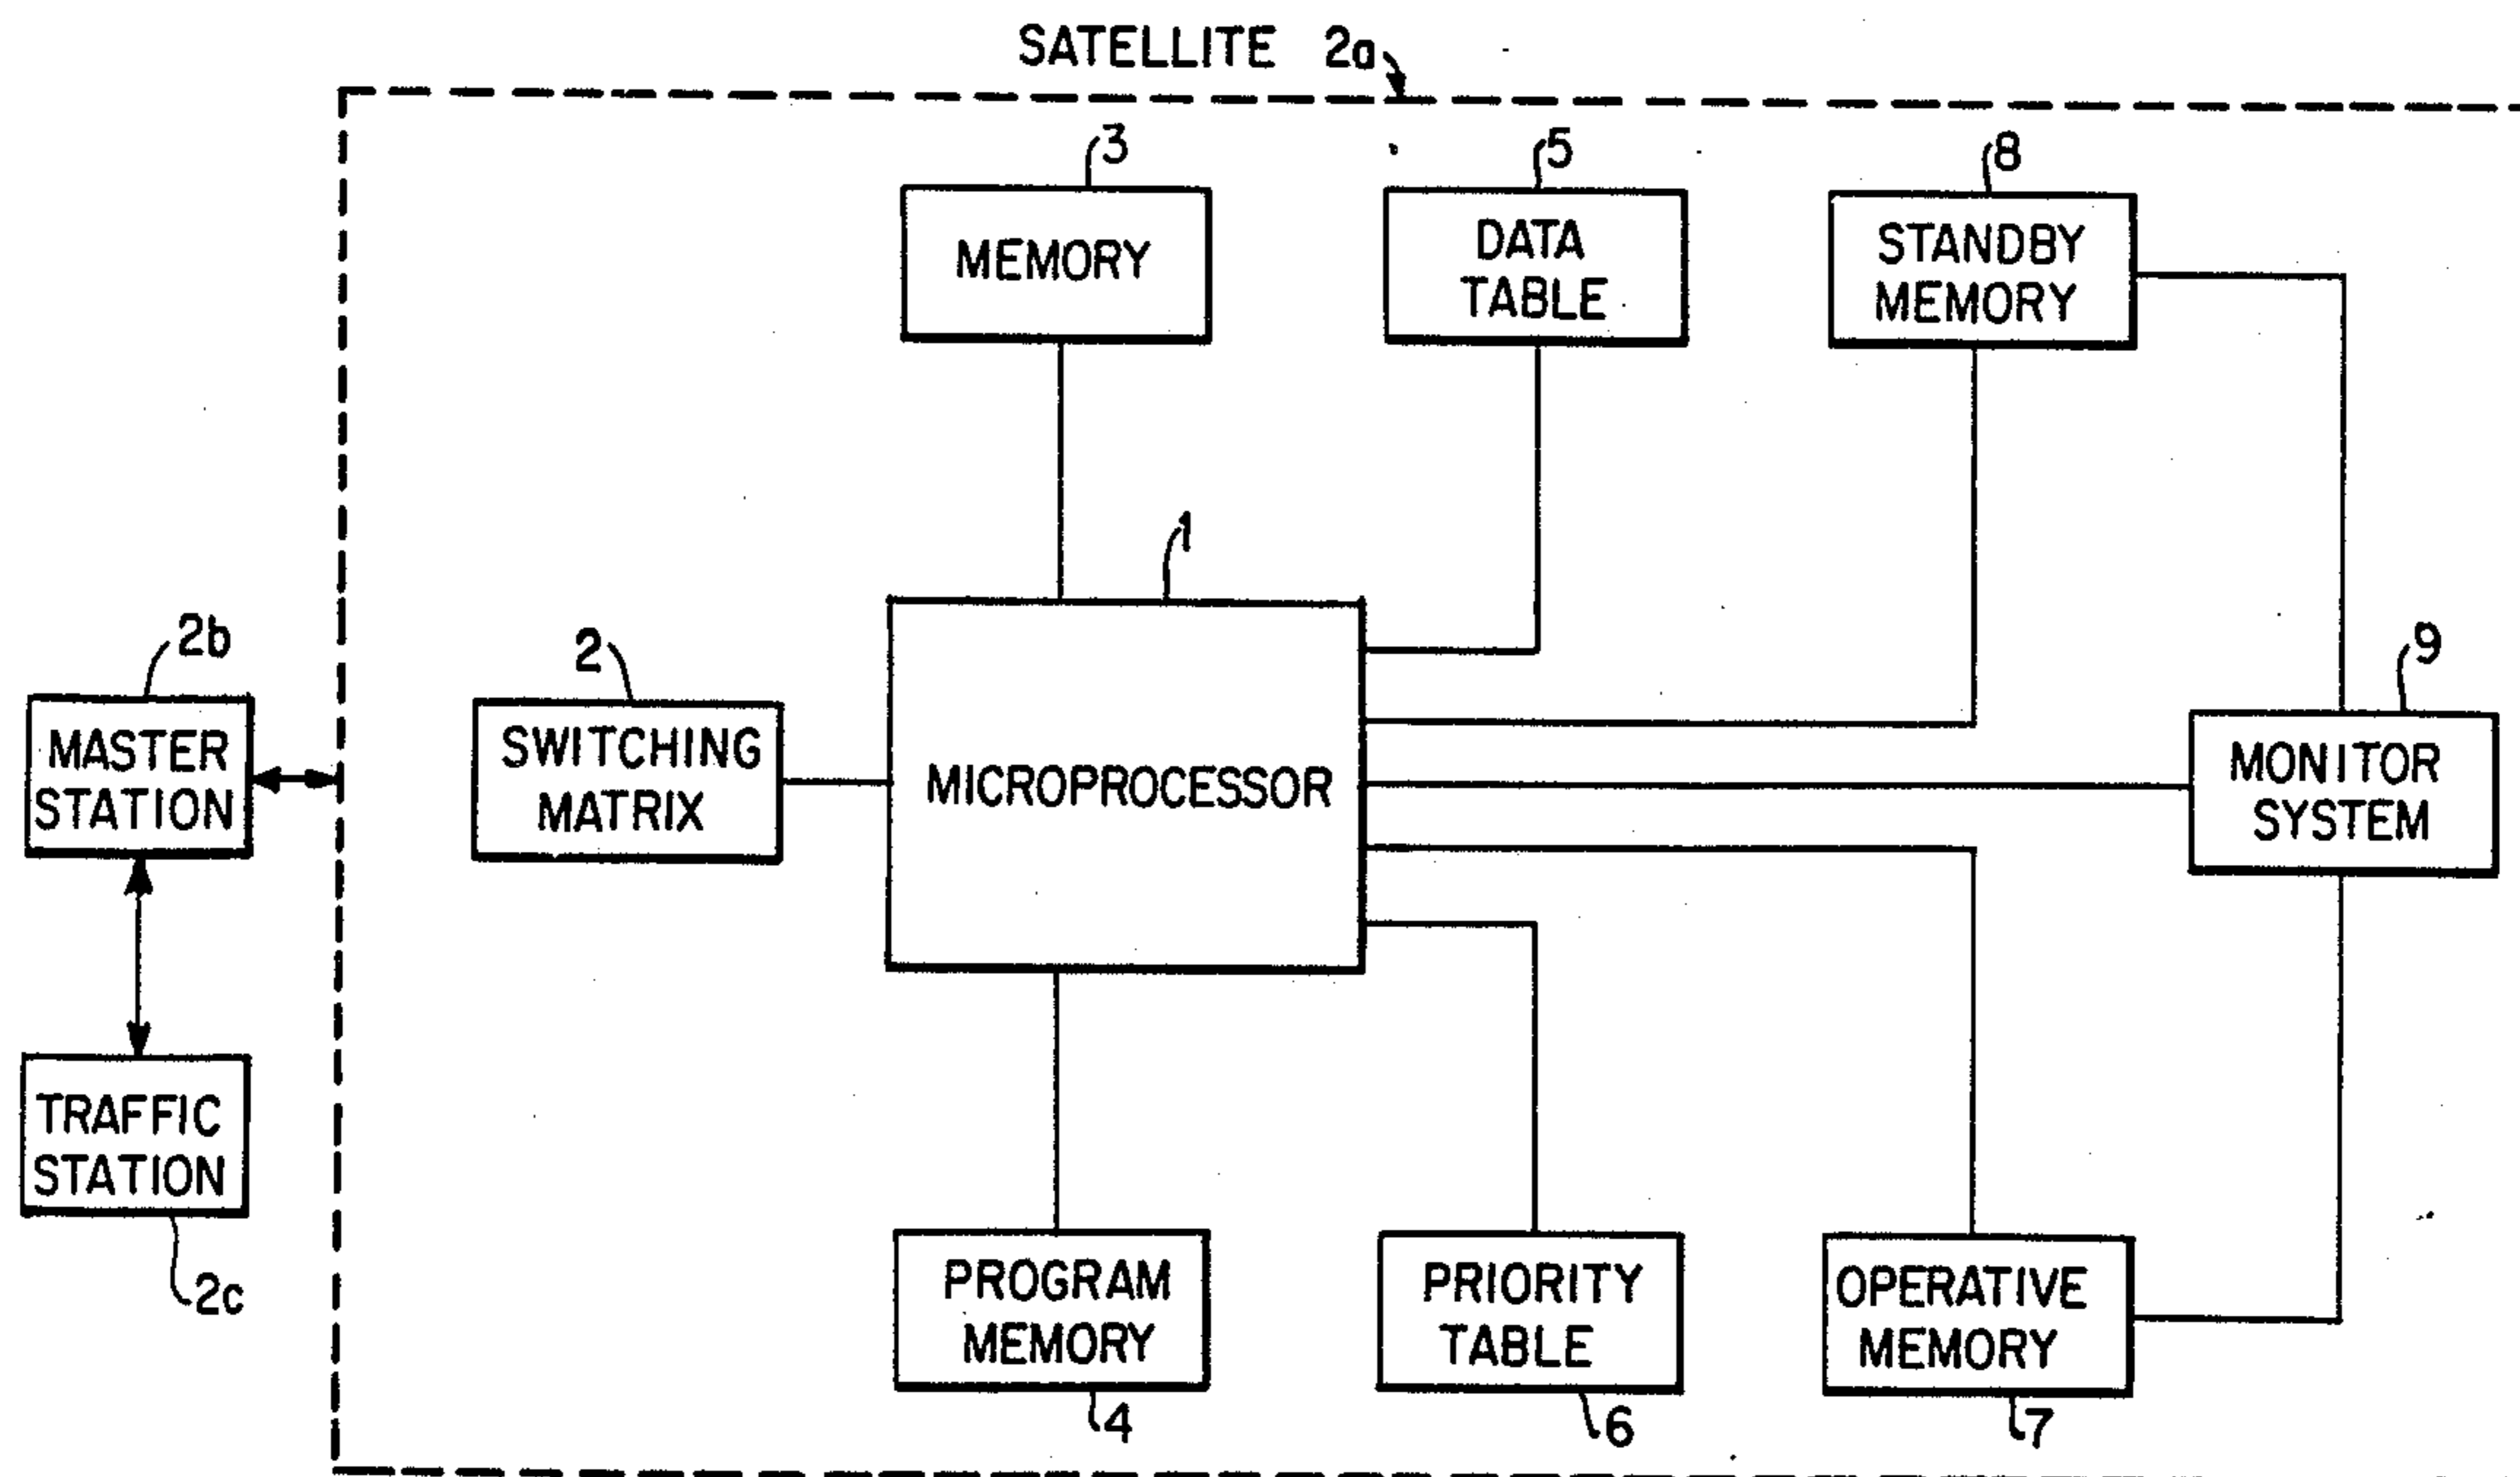 SATELLITE 2a
3
5
8
MEMORY
DATA
TABLE
STANDBY
MEMORY
1
2b
2
9
MASTER
STATION
SWITCHING
MATRIX
MICROPROCESSOR
MONITOR
SYSTEM
TRAFFIC
STATION
2c
PROGRAM
MEMORY
PRIORITY
TABLE
OPERATIVE
MEMORY
4
6
7